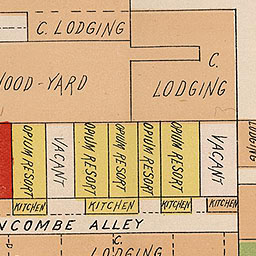 C. LODGING
C.
LODGING
WOOD-YARD
LODGING
OPIUM RESORT
VACANT
OPIUM RESORT
OPIUM RESORT
OPIUM RESORT
OPIUM RESORT
VACANT
KITCHEN
KITCHEN
KITCHEN
KITCHEN
NCOMBE ALLEY
C.
LODGING